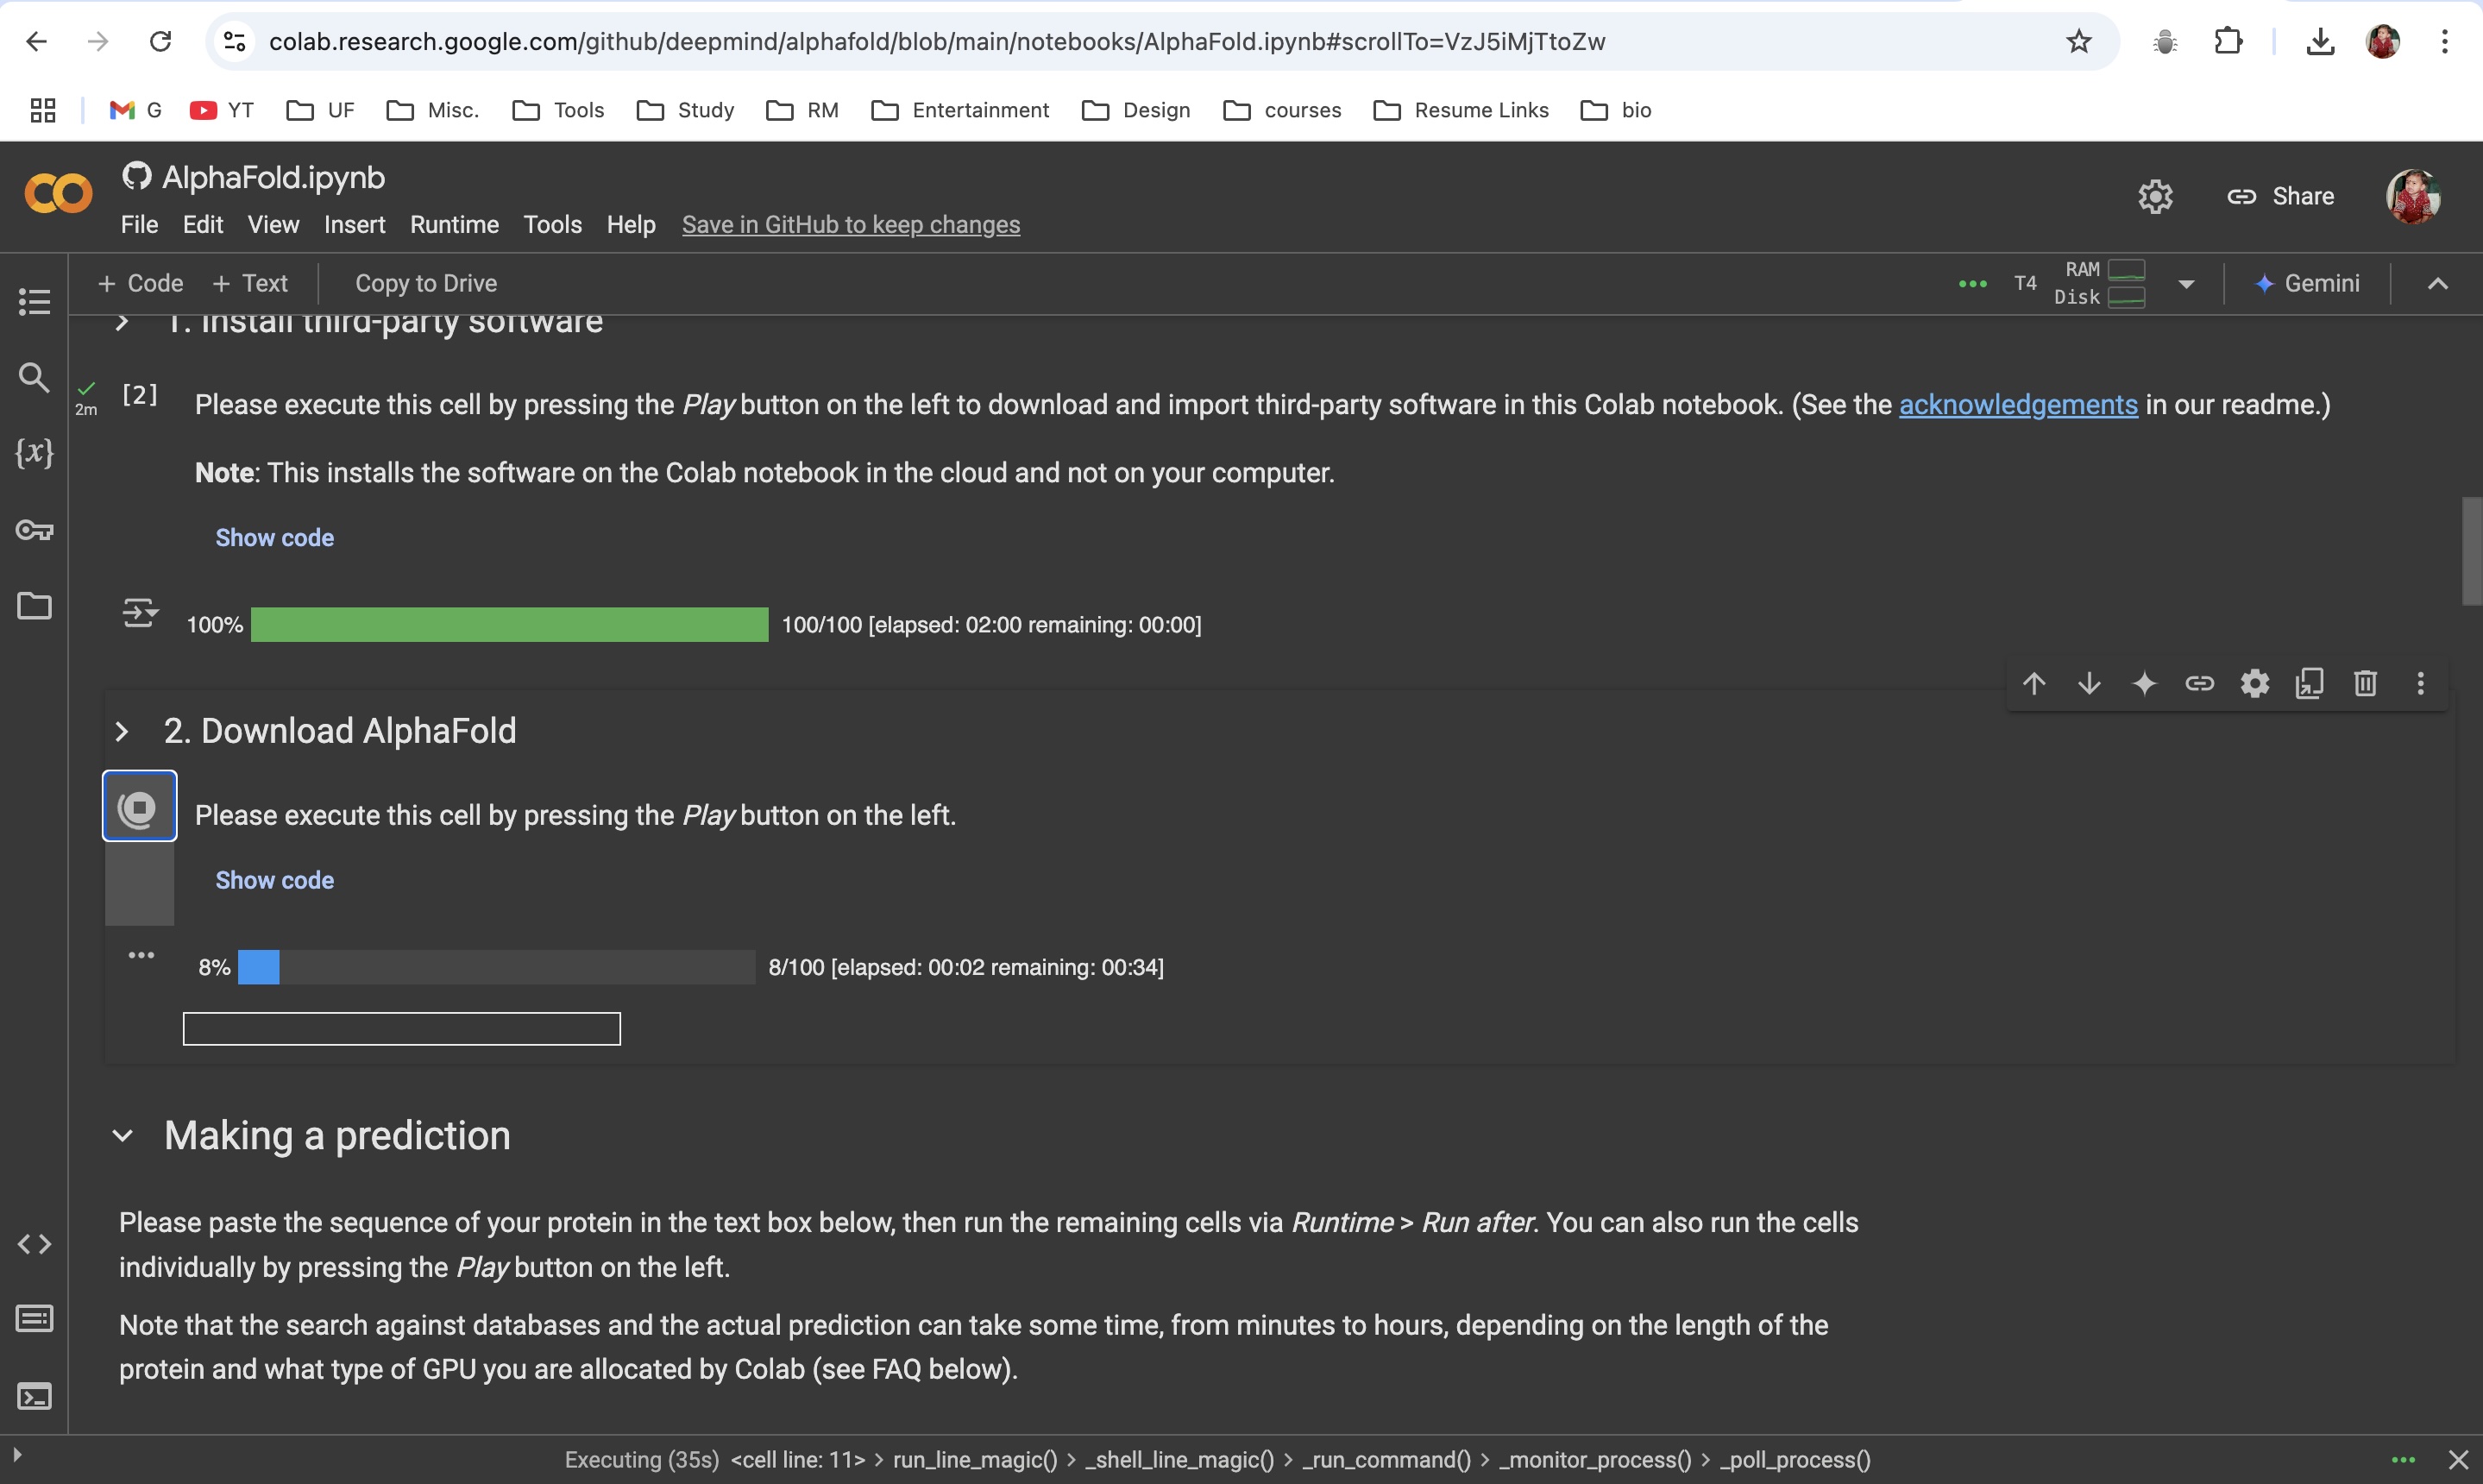 colab.research.google.com/github/deepmind/alphafold/blob/main/notebooks/AlphaFold.ipynb#scrollTo=VzJ5iMjTtoZw
G YT UF Misc. Tools Study RM Entertainment Design courses Resume Links bio
AlphaFold.ipynb
File Edit View Insert Runtime Tools Help Save in GitHub to keep changes
Share
+ Code + Text Copy to Drive
T4 RAM
Disk
Gemini
1. Install third-party software
2m
[2] Please execute this cell by pressing the Play button on the left to download and import third-party software in this Colab notebook. (See the acknowledgements in our readme.)
Note: This installs the software on the Colab notebook in the cloud and not on your computer.
Show code
100% 100/100 [elapsed: 02:00 remaining: 00:00]
2. Download AlphaFold
Please execute this cell by pressing the Play button on the left.
Show code
8% 8/100 [elapsed: 00:02 remaining: 00:34]
Making a prediction
Please paste the sequence of your protein in the text box below, then run the remaining cells via Runtime > Run after. You can also run the cells
individually by pressing the Play button on the left.
Note that the search against databases and the actual prediction can take some time, from minutes to hours, depending on the length of the
protein and what type of GPU you are allocated by Colab (see FAQ below).
Executing (35s) <cell line: 11> > run_line_magic() > _shell_line_magic() > _run_command() > _monitor_process() > _poll_process()